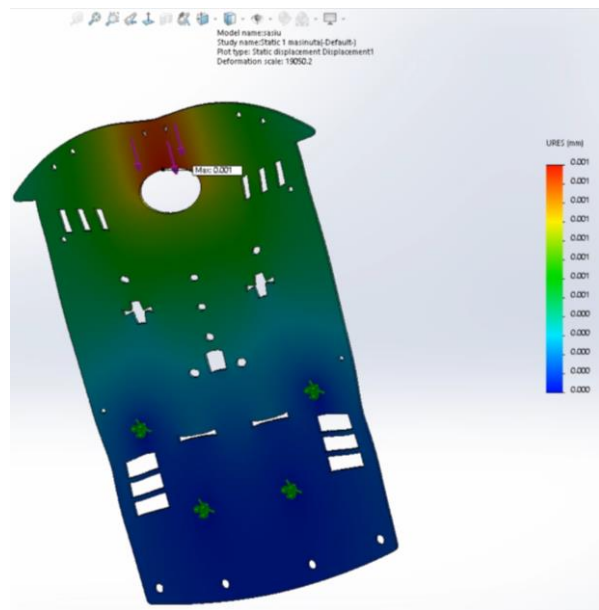 Model name:sasiu
Study name:Static 1 masinuta(-Default-)
Plot type: Static displacement Displacement1
Deformation scale: 19050.2
URES (mm)
0.001
Max: 0.001
0.001
0.001
0.001
0.001
0.001
0.001
0.000
0.000
0.000
0.000
0.000